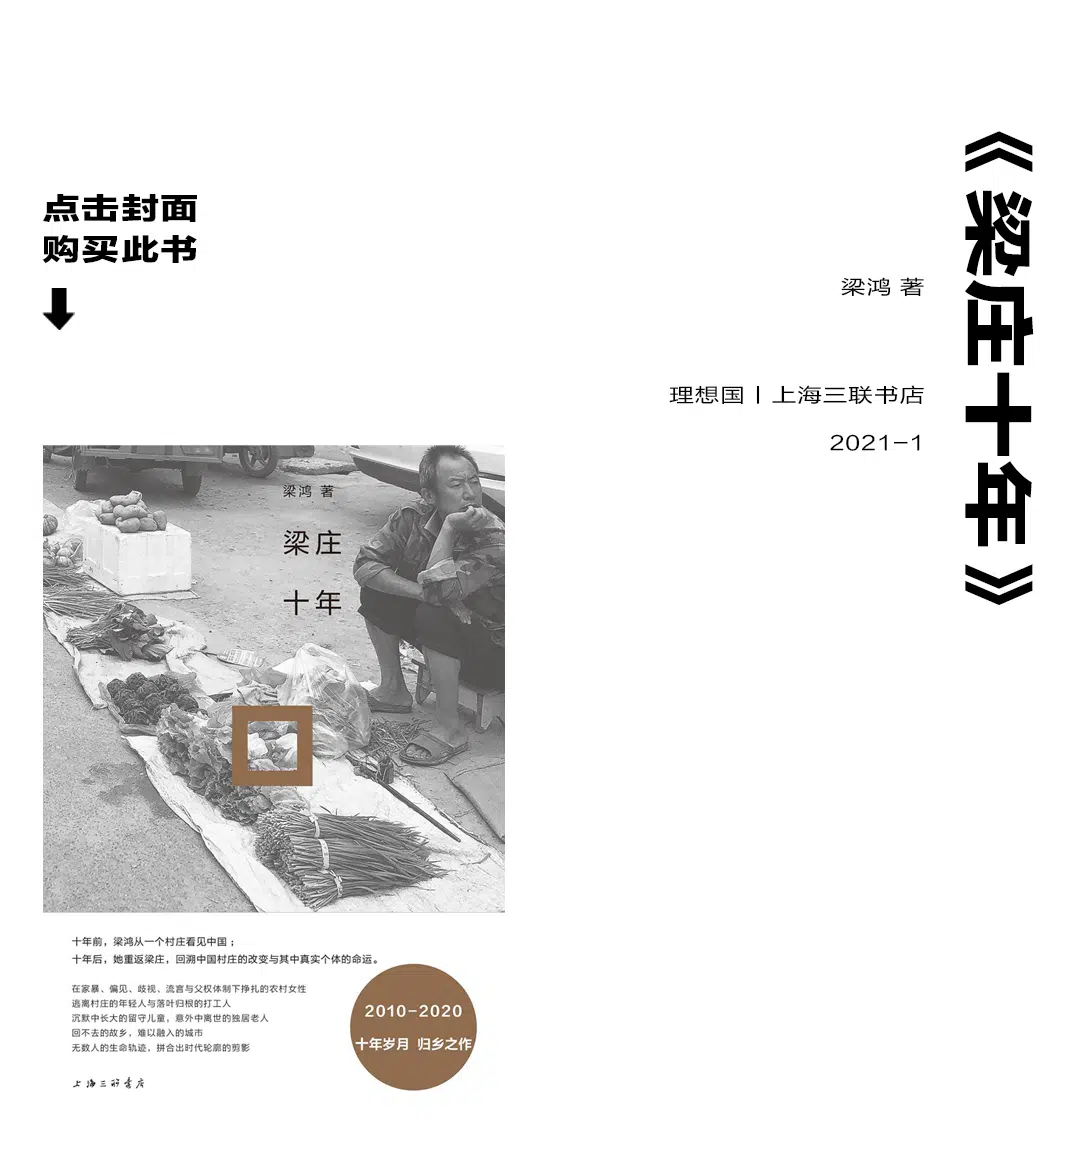 点击封面
购买此书
《梁庄十年》
梁鸿 著
理想国｜上海三联书店
2021-1
梁鸿 著
梁庄
十年
十年前，梁鸿从一个村庄看见中国；
十年后，她重返梁庄，回溯中国村庄的改变与其中真实个体的命运。
在家暴、偏见、歧视、流言与父权体制下挣扎的农村女性
逃离村庄的年轻人与落叶归根的打工人
沉默中长大的留守儿童，意外中离世的独居老人
回不去的故乡，难以融入的城市
无数人的生命轨迹，拼合出时代轮廓的剪影
2010-2020
十年岁月 归乡之作
上海三联书店